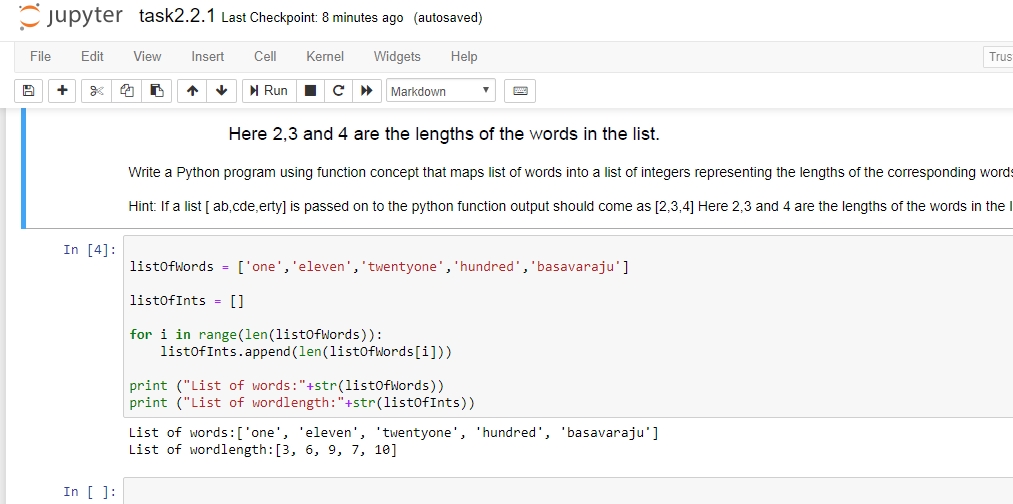 jupyter task2.2.1 Last Checkpoint: 8 minutes ago (autosaved)
File Edit View Insert Cell Kernel Widgets Help Trus
Run Markdown
Here 2,3 and 4 are the lengths of the words in the list.
Write a Python program using function concept that maps list of words into a list of integers representing the lengths of the corresponding words
Hint: If a list [ ab,cde,erty] is passed on to the python function output should come as [2,3,4] Here 2,3 and 4 are the lengths of the words in the l
In [4]:
listOfWords = ['one','eleven','twentyone','hundred','basavaraju']
listOfInts = []
for i in range(len(listOfWords)):
    listOfInts.append(len(listOfWords[i]))
print ("List of words:"+str(listOfWords))
print ("List of wordlength:"+str(listOfInts))
List of words:['one', 'eleven', 'twentyone', 'hundred', 'basavaraju']
List of wordlength:[3, 6, 9, 7, 10]
In [ ]: